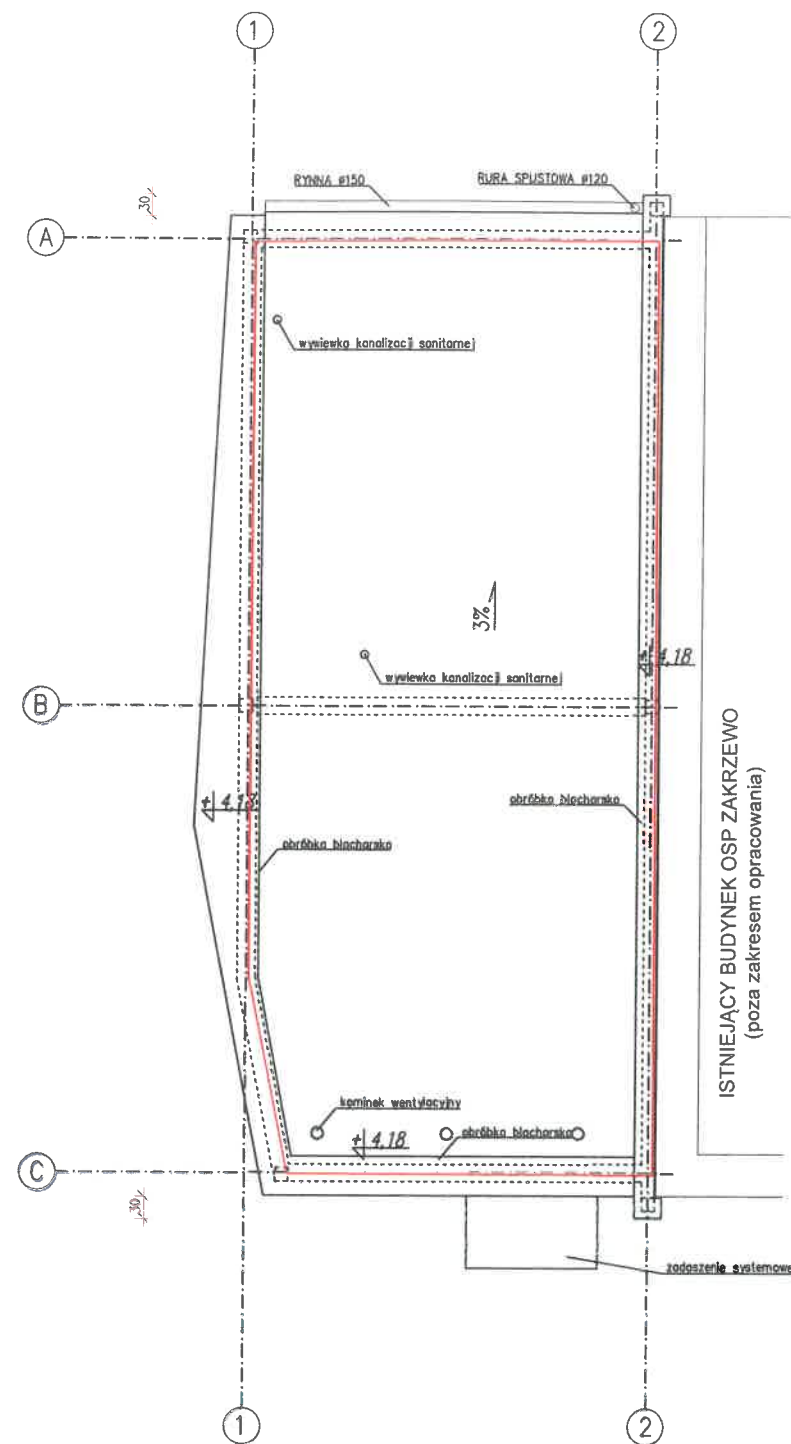 1
2
RYNNA ø150
RURA SPUSTOWA ø120
30
A
wywiewka kanalizacji sanitarnej
3%
wywiewka kanalizacji sanitarnej
+ 4,18
B
obróbka blacharska
+ 4,18
obróbka blacharska
ISTNIEJĄCY BUDYNEK OSP ZAKRZEWO
(poza zakresem opracowania)
kominek wentylacyjny
+ 4,18
obróbka blacharska
C
30
zadaszenie systemowe
1
2